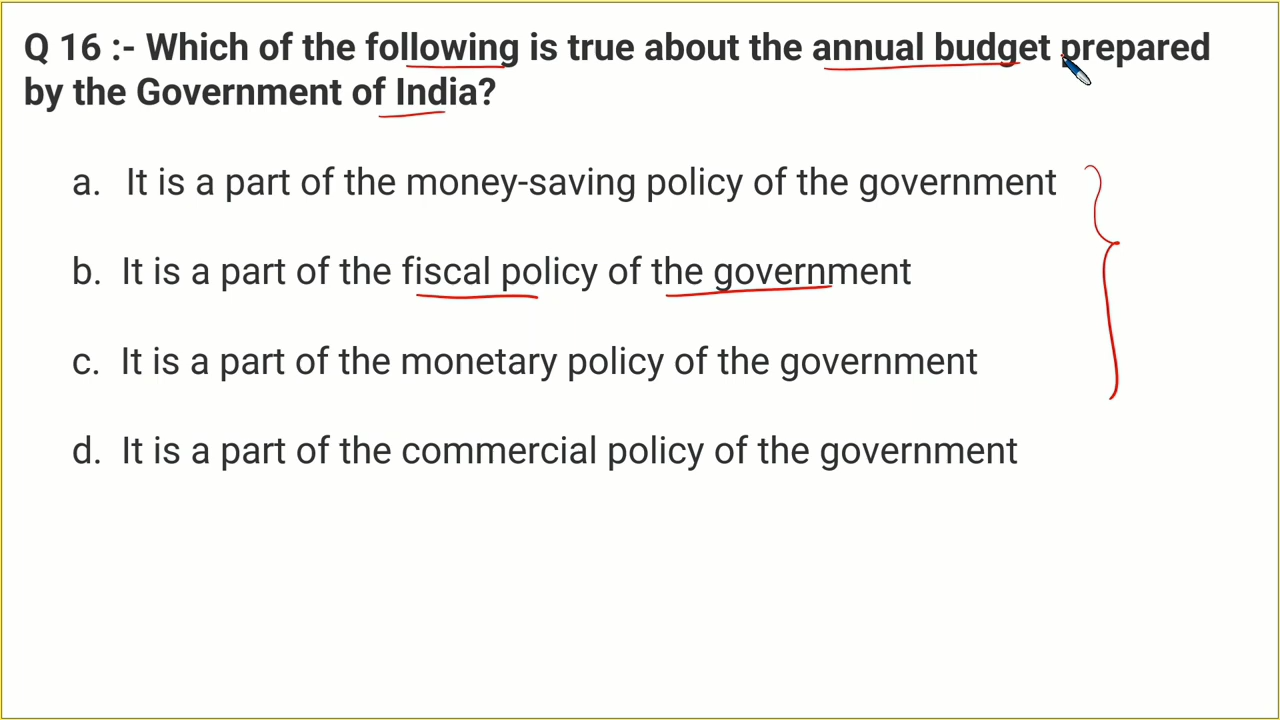 Q 16 :- Which of the following is true about the annual budget prepared
by the Government of India?
a. It is a part of the money-saving policy of the government
b. It is a part of the fiscal policy of the government
c. It is a part of the monetary policy of the government
d. It is a part of the commercial policy of the government